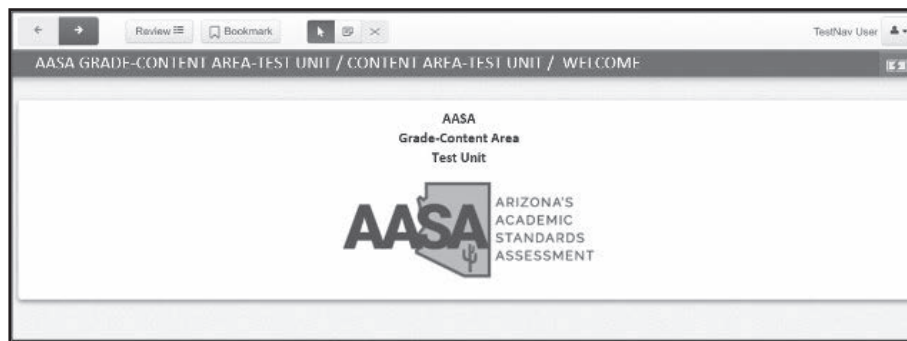 Review Bookmark TestNav User
AASA GRADE-CONTENT AREA-TEST UNIT / CONTENT AREA-TEST UNIT / WELCOME
AASA
Grade-Content Area
Test Unit
AASA
ARIZONA'S
ACADEMIC
STANDARDS
ASSESSMENT